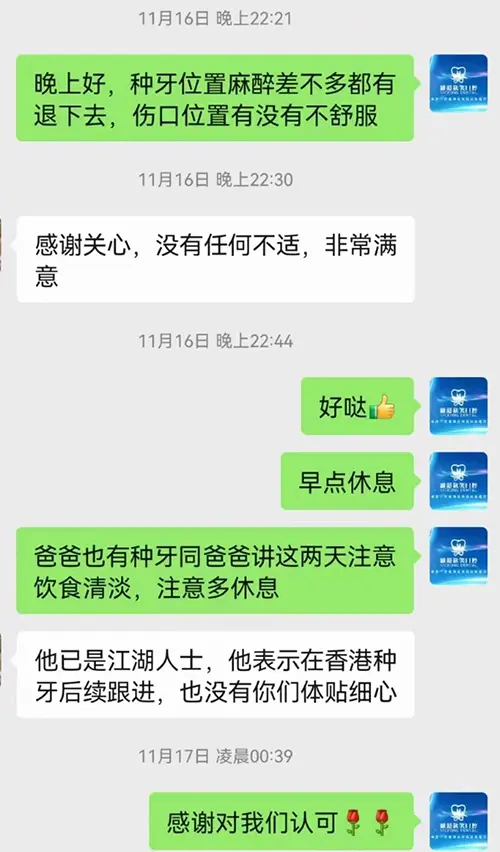 11月16日 晚上22:21
晚上好，种牙位置麻醉差不多都有
退下去，伤口位置有没有不舒服
11月16日 晚上22:30
感谢关心，没有任何不适，非常满
意
11月16日 晚上22:44
好哒👍
早点休息
爸爸也有种牙同爸爸讲这两天注意
饮食清淡，注意多休息
他已是江湖人士，他表示在香港种
牙后续跟进，也没有你们体贴细心
11月17日 凌晨00:39
感谢对我们认可🌹🌹